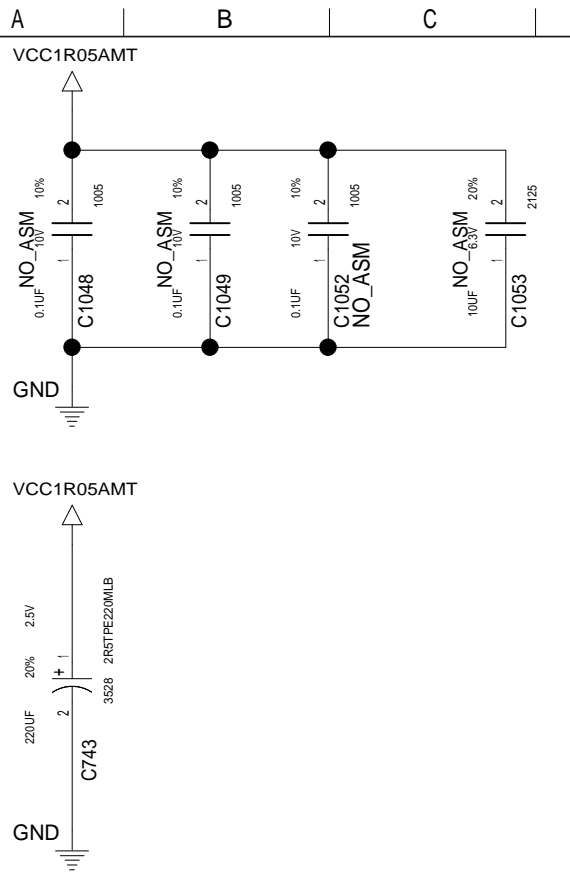 A
B
C
VCC1R05AMT
10%
2
1005
NO_ASM
10V
0.1UF
1
C1048
10%
2
1005
NO_ASM
10V
0.1UF
1
C1049
10%
2
1005
10V
0.1UF
1
C1052
NO_ASM
20%
2
2125
NO_ASM
6.3V
10UF
1
C1053
GND
VCC1R05AMT
2.5V
20%
220UF
1
+
2
2R5TPE220MLB
3528
C743
GND